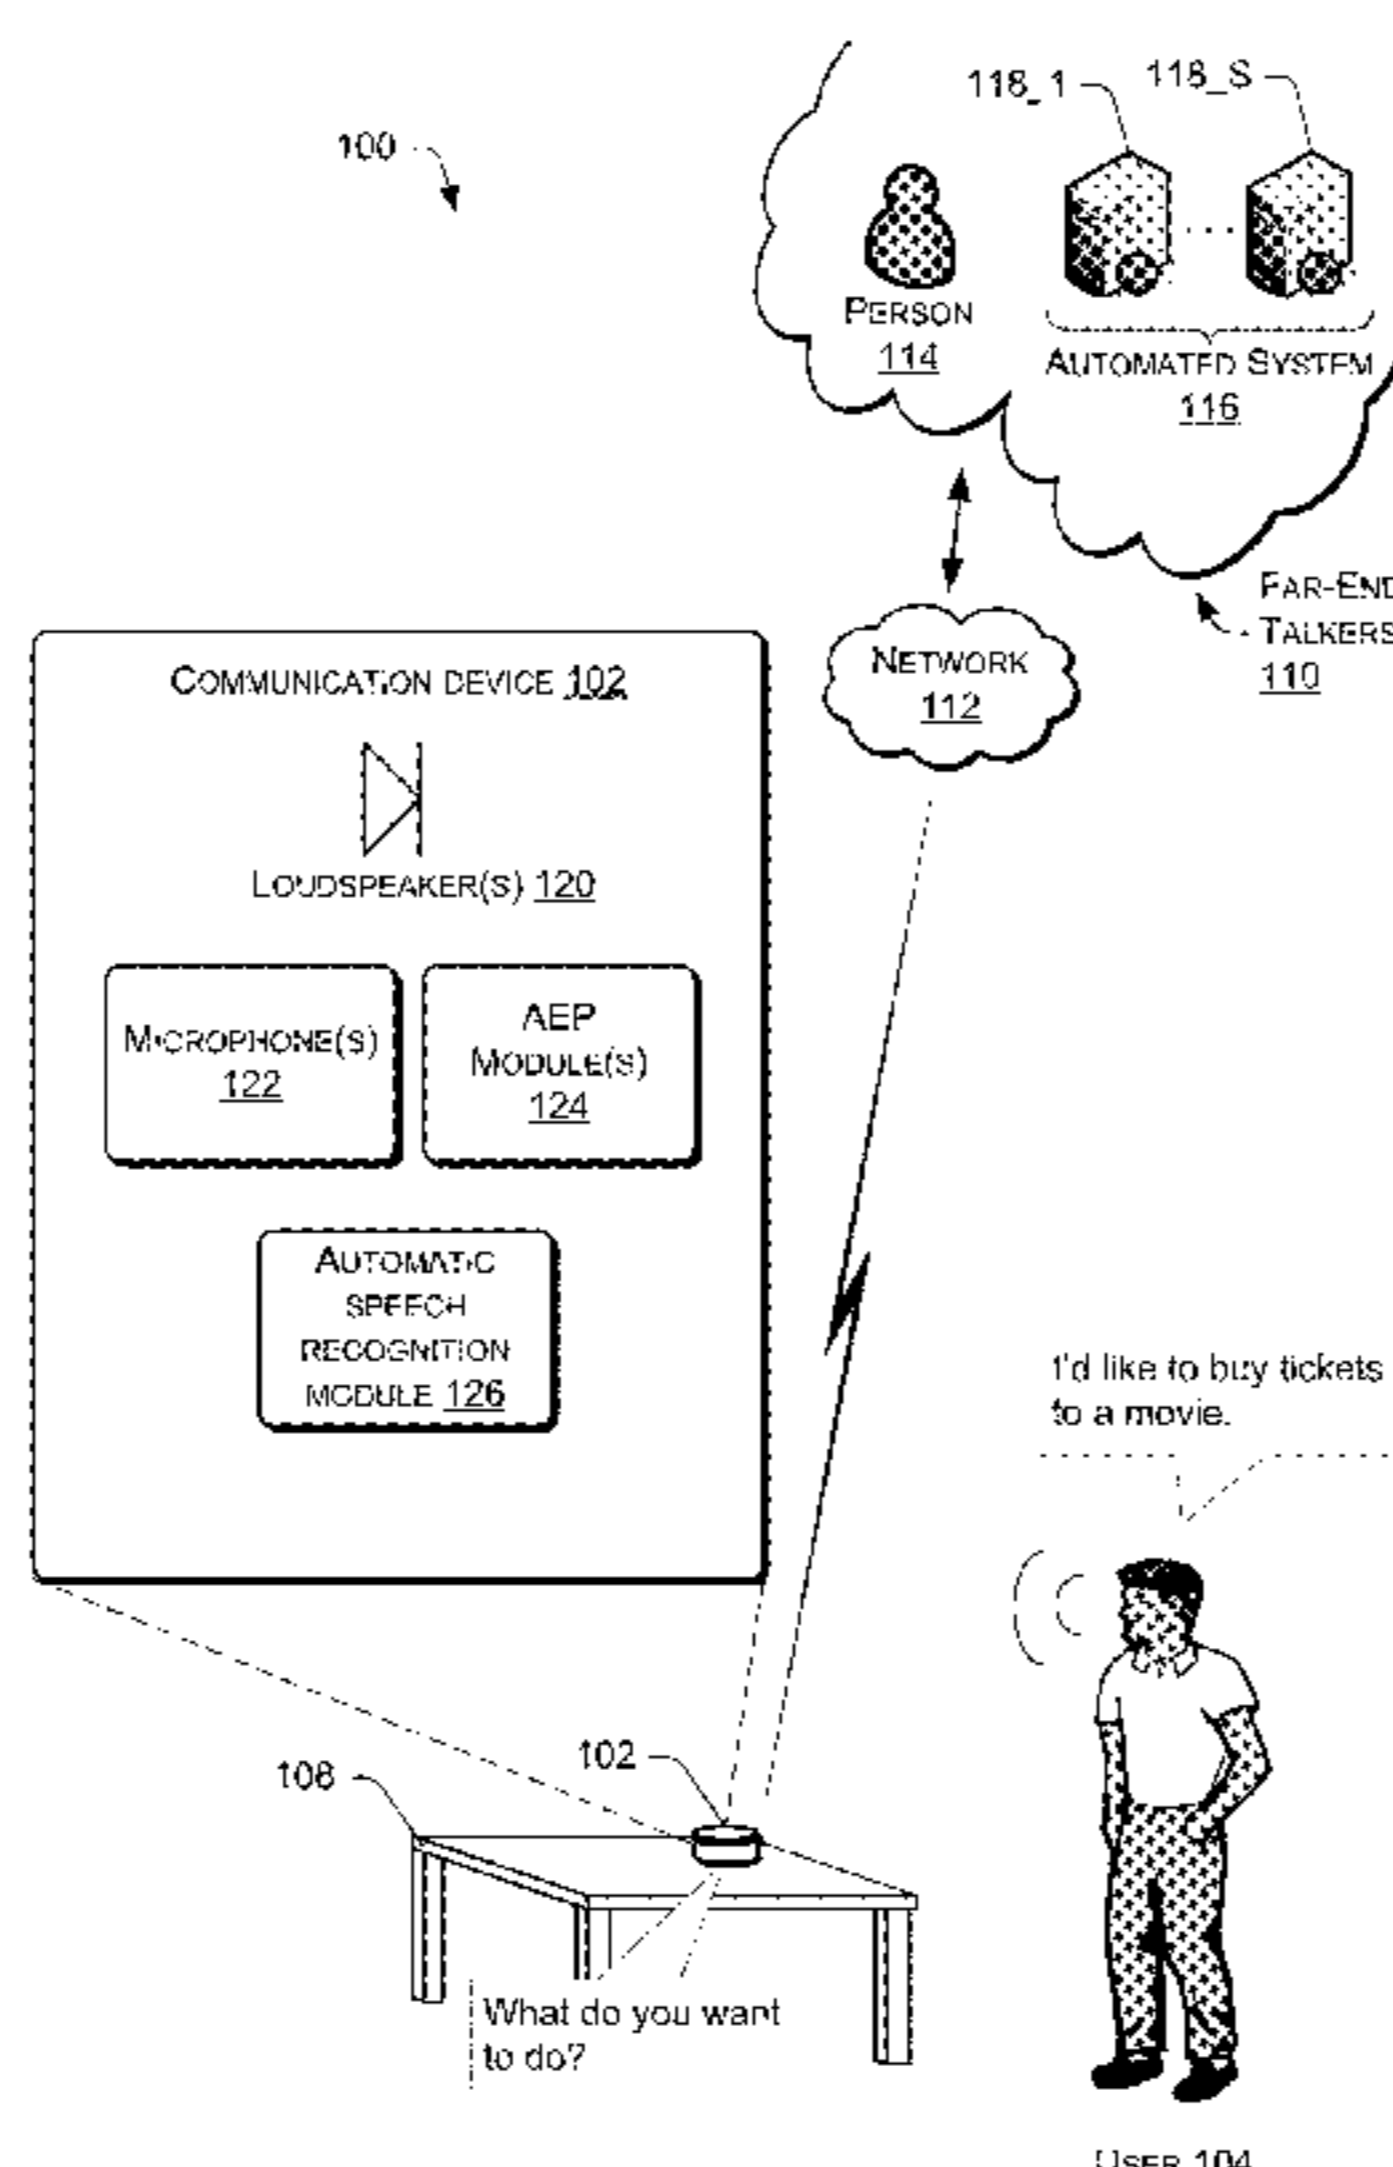 100
118_1
118_S
PERSON
114
AUTOMATED SYSTEM
116
FAR-END
TALKERS
110
NETWORK
112
COMMUNICATION DEVICE 102
LOUDSPEAKER(S) 120
MICROPHONE(S)
122
AEP
MODULE(S)
124
AUTOMATIC
SPEECH
RECOGNITION
MODULE 126
I'd like to buy tickets
to a movie.
108
102
What do you want
to do?
USER 104